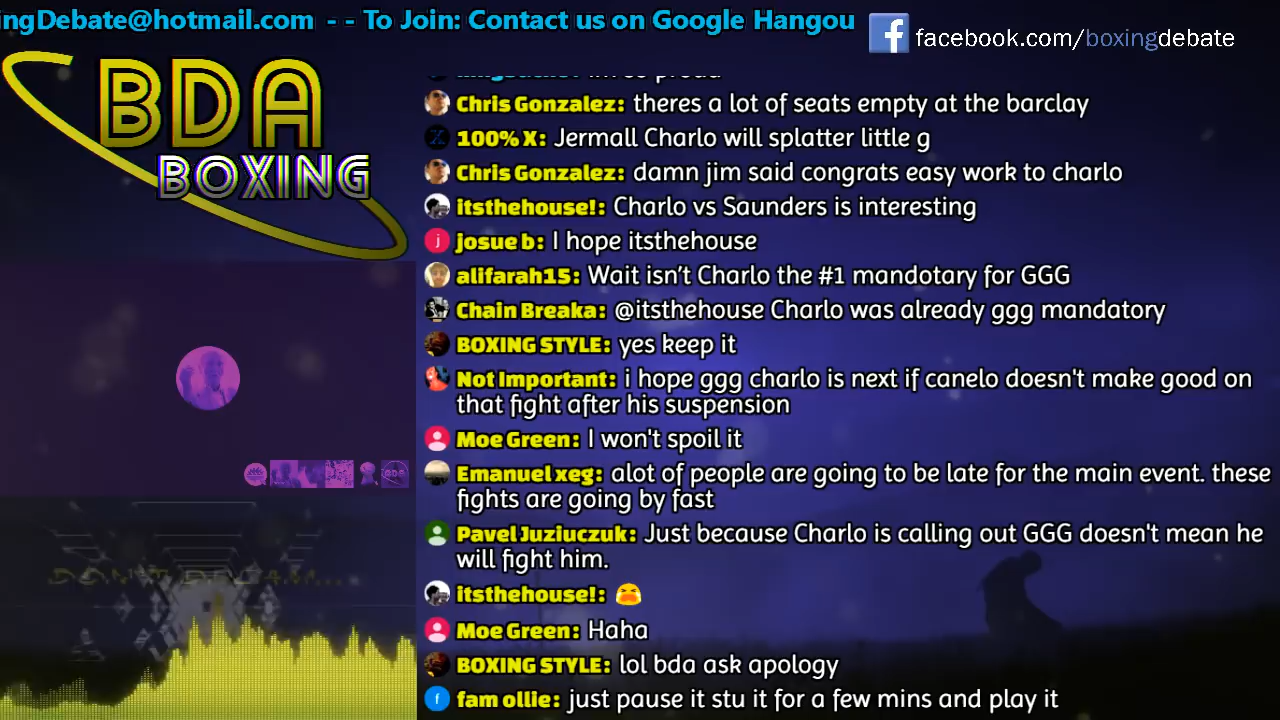 ingDebate@hotmail.com - - To Join: Contact us on Google Hangou
facebook.com/boxingdebate
BDA
BOXING
Chris Gonzalez: theres a lot of seats empty at the barclay
100% X: Jermall Charlo will splatter little g
Chris Gonzalez: damn jim said congrats easy work to charlo
itsthehouse!: Charlo vs Saunders is interesting
josue b: I hope itsthehouse
alifarah15: Wait isn't Charlo the #1 mandotary for GGG
Chain Breaka: @itsthehouse Charlo was already ggg mandatory
BOXING STYLE: yes keep it
Not Important: i hope ggg charlo is next if canelo doesn't make good on
that fight after his suspension
Moe Green: I won't spoil it
Emanuel xeg: alot of people are going to be late for the main event. these
fights are going by fast
Pavel Juziuczuk: Just because Charlo is calling out GGG doesn't mean he
will fight him.
itsthehouse!: 😫
Moe Green: Haha
BOXING STYLE: lol bda ask apology
fam ollie: just pause it stu it for a few mins and play it